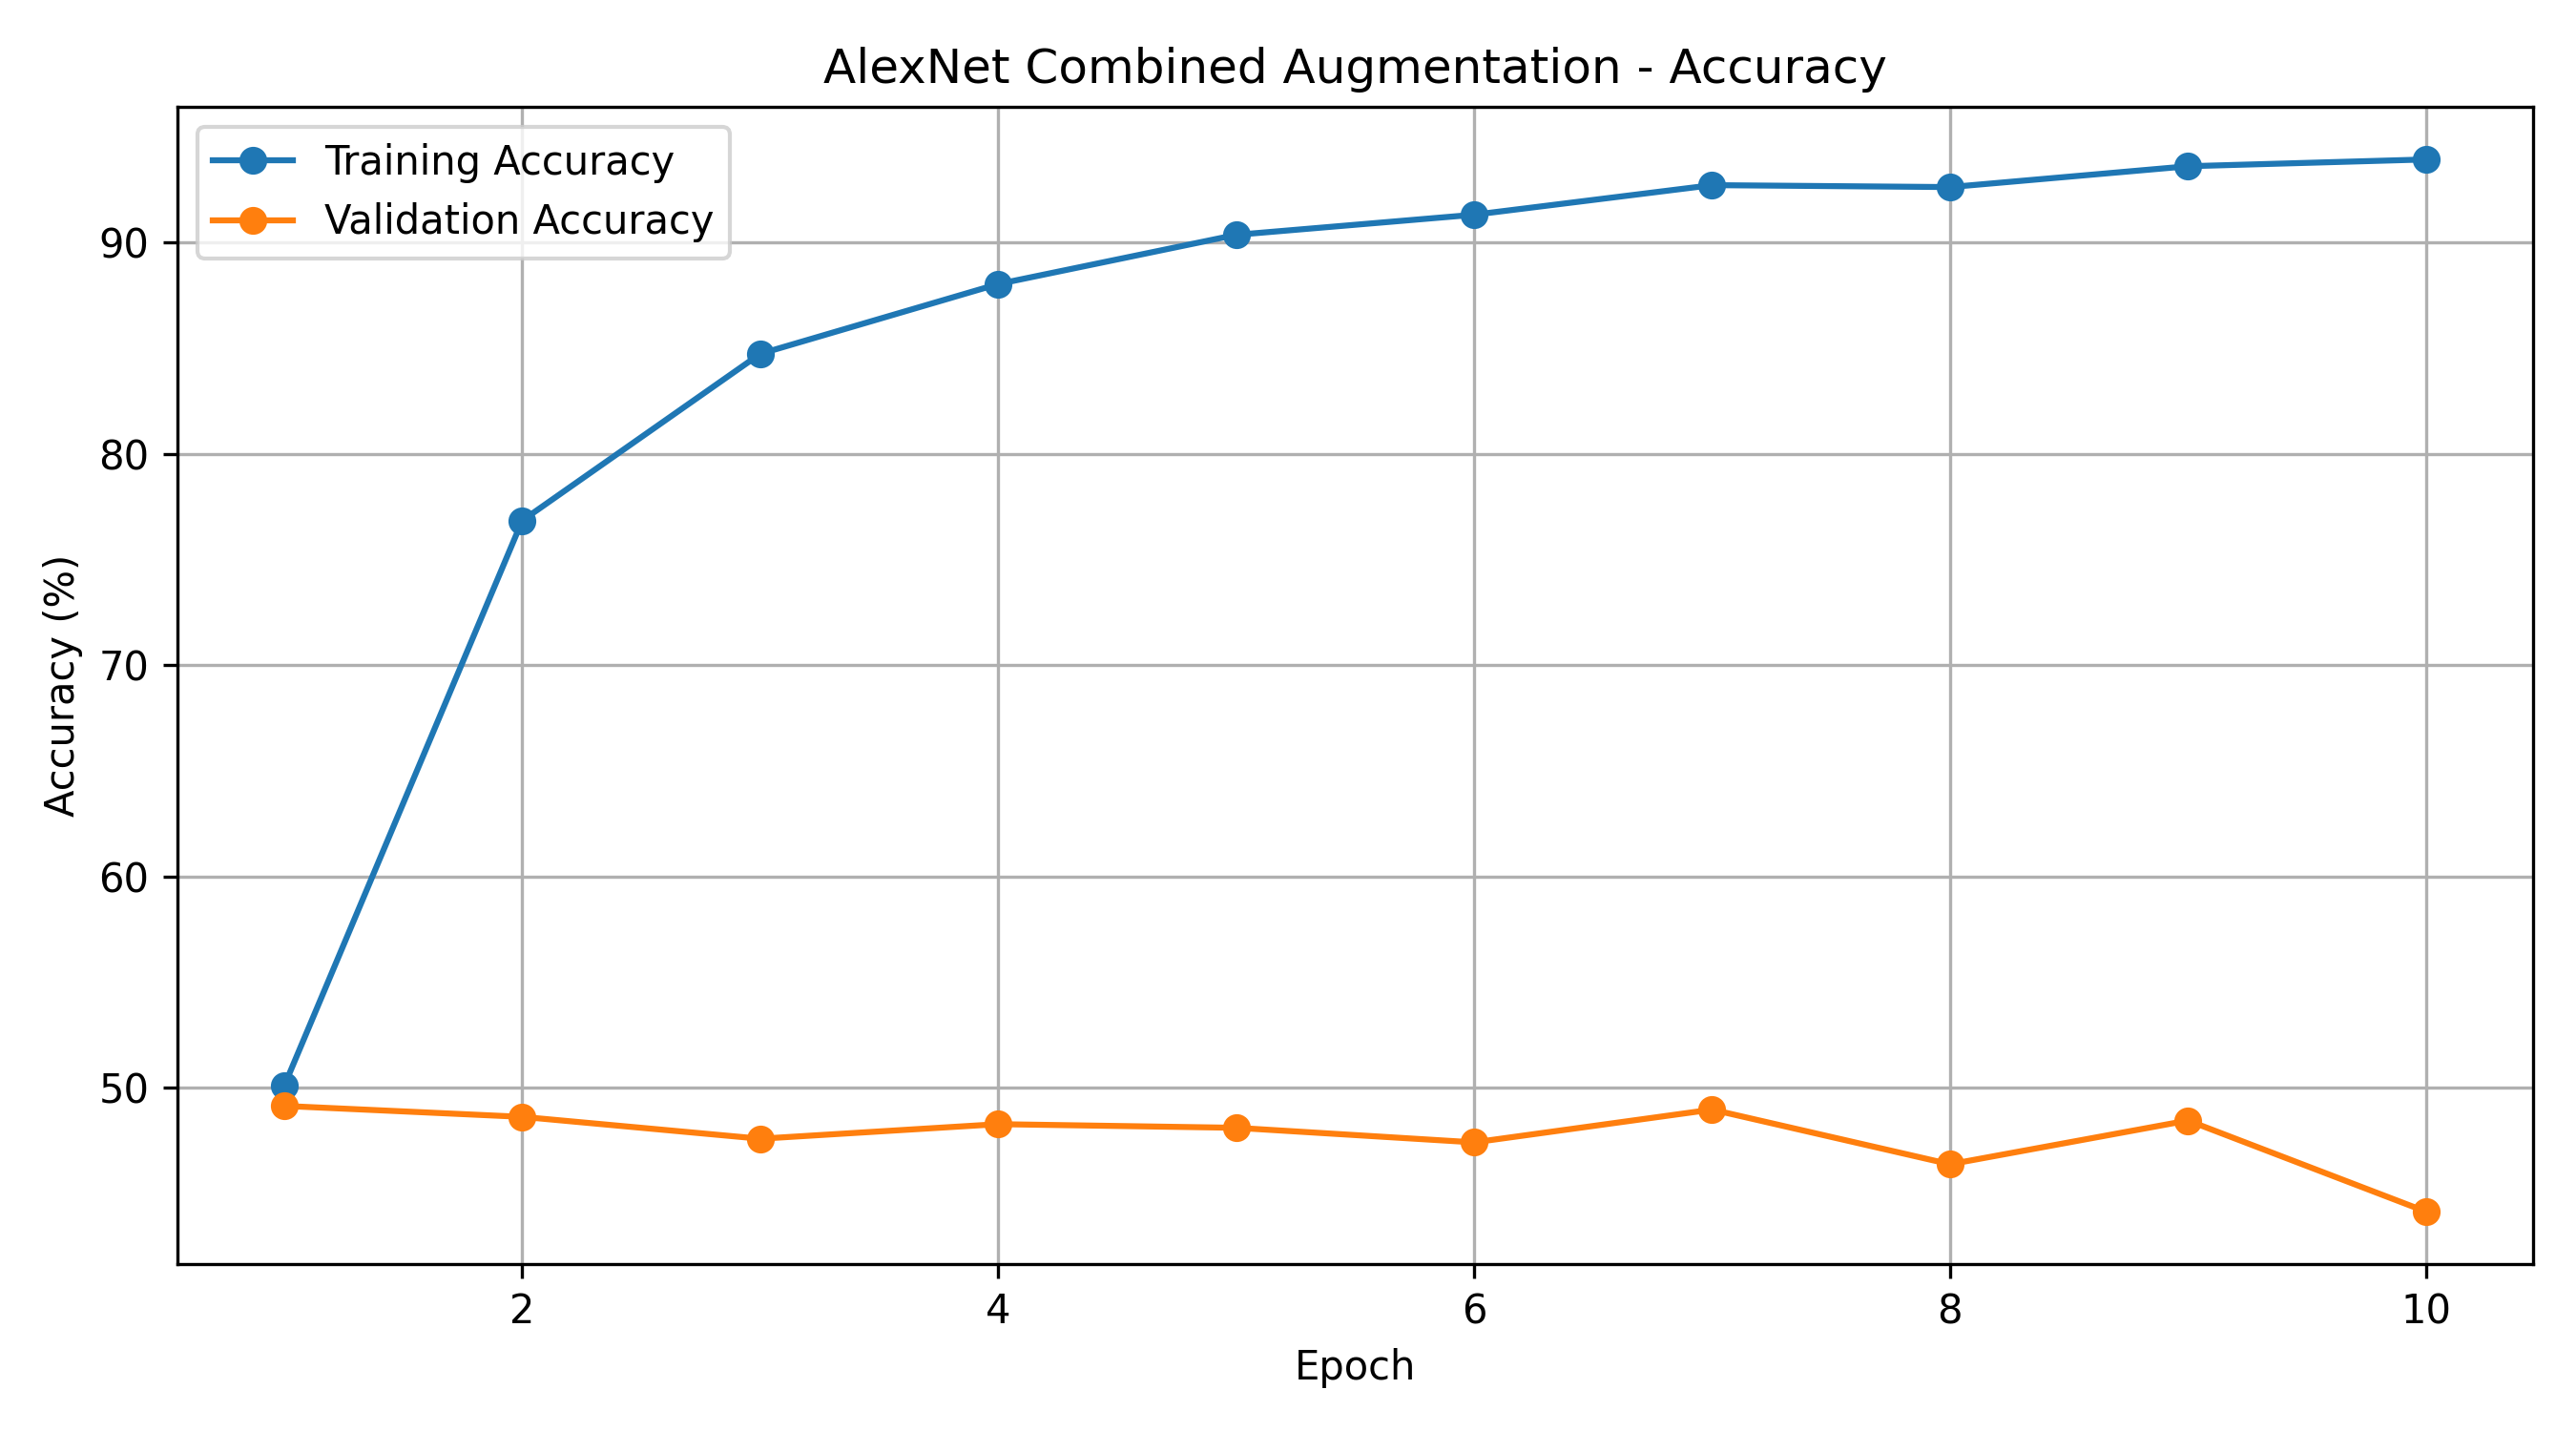 AlexNet Combined Augmentation - Accuracy
Training Accuracy
Validation Accuracy
90
80
70
60
50
Accuracy (%)
2 4 6 8 10
Epoch